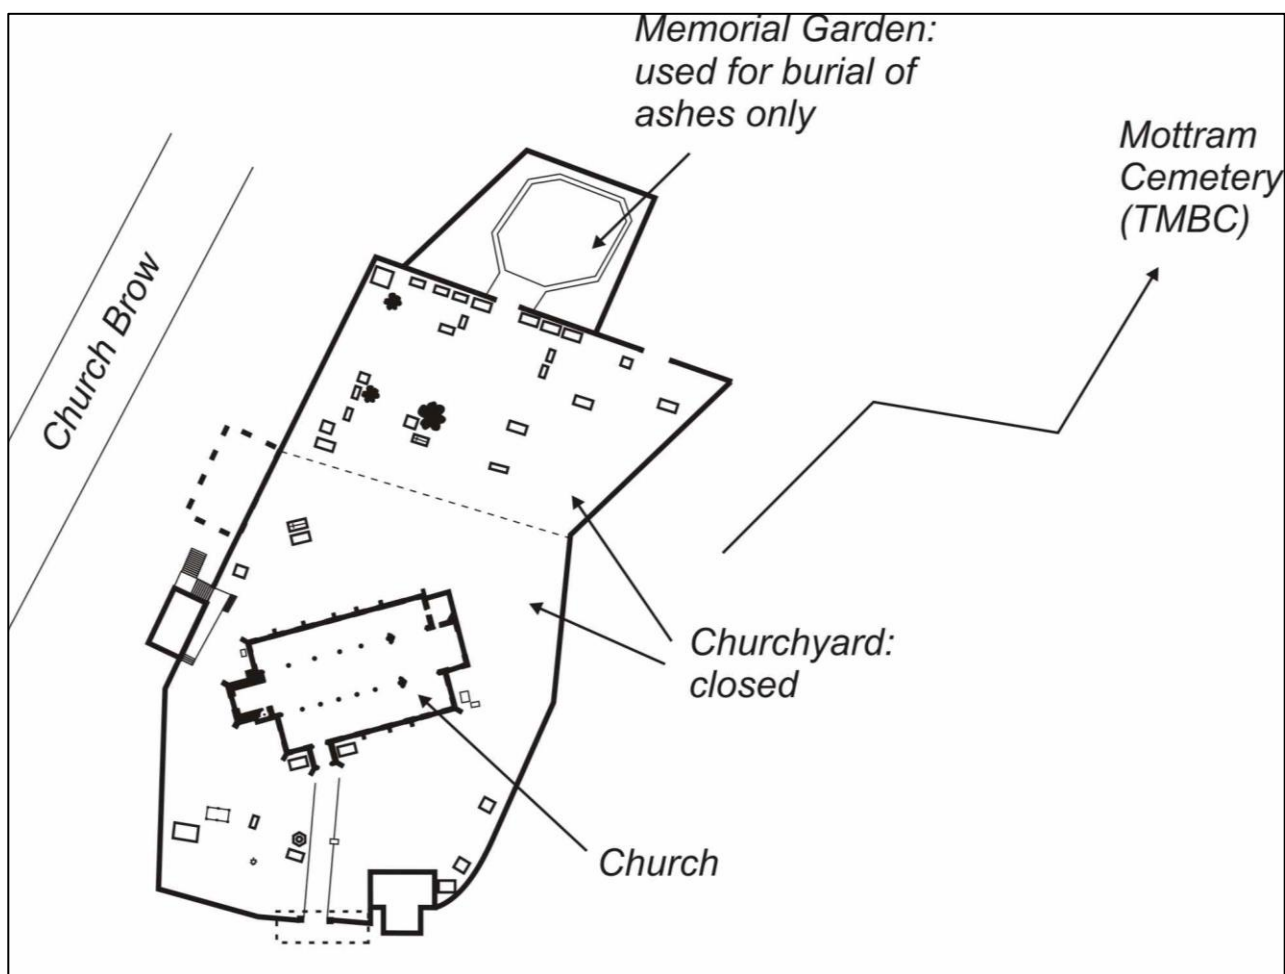 Memorial Garden:
used for burial of
ashes only
Mottram
Cemetery
(TMBC)
Church Brow
Churchyard:
closed
Church